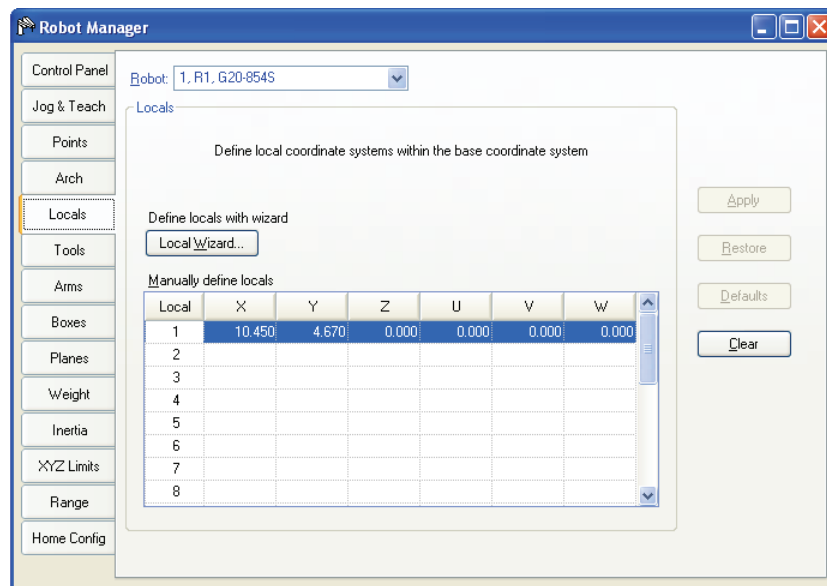 Robot Manager
Control Panel
Jog & Teach
Points
Arch
Locals
Tools
Arms
Boxes
Planes
Weight
Inertia
XYZ Limits
Range
Home Config
Robot: 1, R1, G20-854S
Locals
Define local coordinate systems within the base coordinate system
Define locals with wizard
Local Wizard...
Manually define locals
Local X Y Z U V W
1 10.450 4.670 0.000 0.000 0.000 0.000
2
3
4
5
6
7
8
Apply
Restore
Defaults
Clear